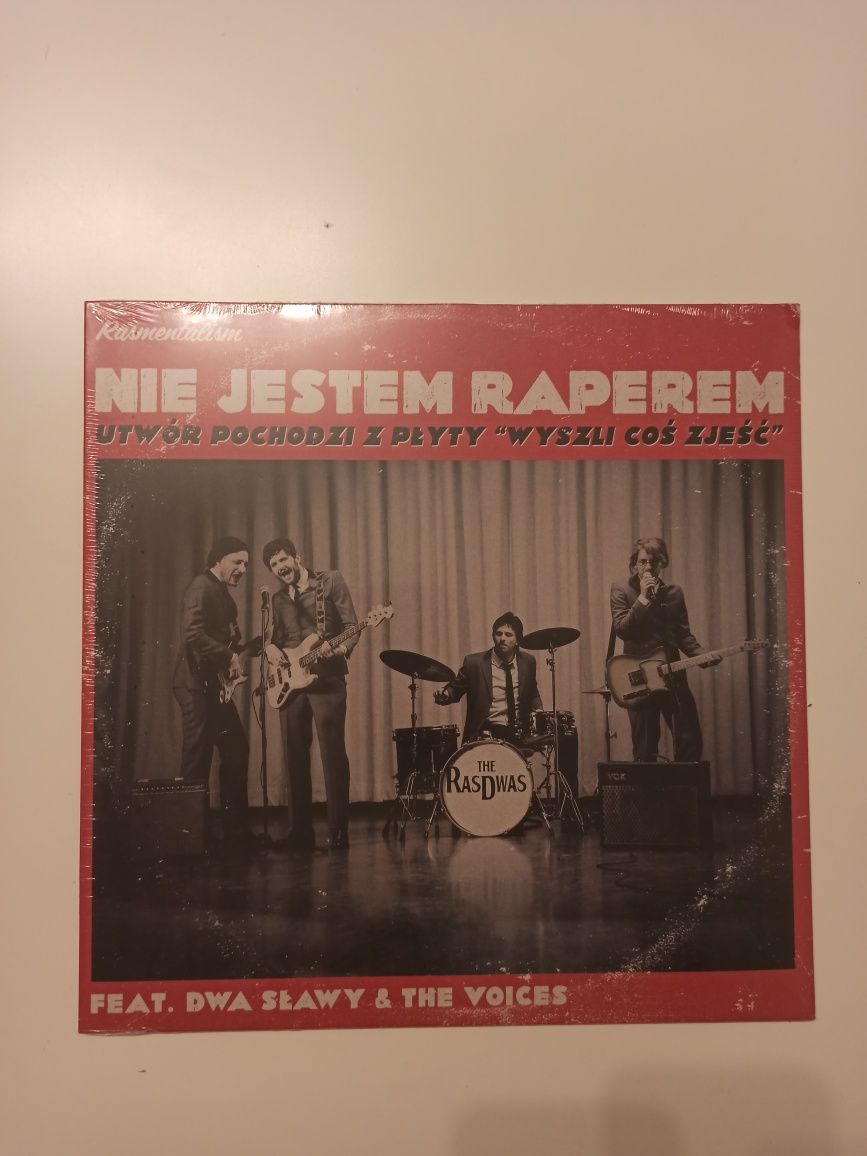 Rasmentalism
NIE JESTEM RAPEREM
UTWÓR POCHODZI Z PŁYTY "WYSZLI COŚ ZJEŚĆ"
THE
RASDWAS
VOX
FEAT. DWA SŁAWY & THE VOICES